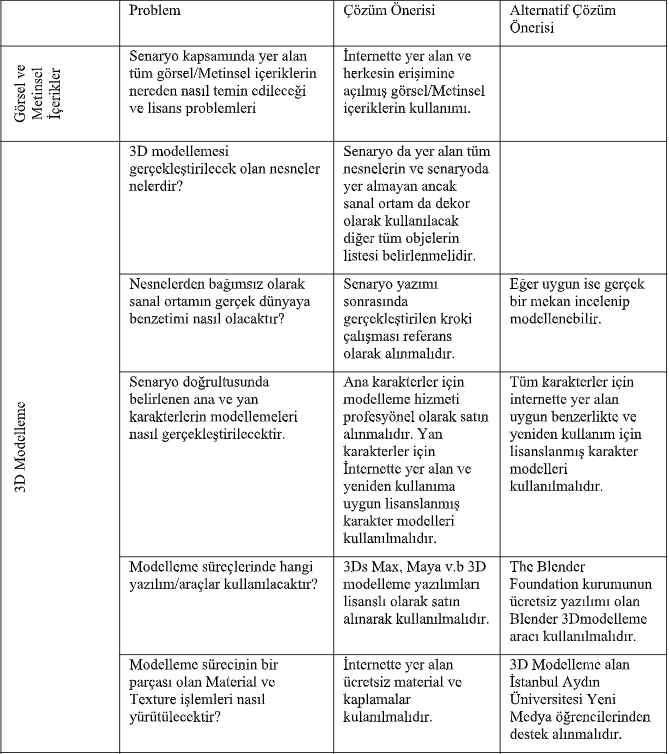 Problem
Çözüm Önerisi
Alternatif Çözüm
Önerisi
Görsel ve
Metinsel
İçerikler
Senaryo kapsamında yer alan
tüm görsel/Metinsel içeriklerin
nereden nasıl temin edileceği
ve lisans problemleri
İnternette yer alan ve
herkesin erişimine
açılmış görsel/Metinsel
içeriklerin kullanımı.
3D Modelleme
3D modellemesi
gerçekleştirilecek olan nesneler
nelerdir?
Senaryo da yer alan tüm
nesnelerin ve senaryoda
yer almayan ancak
sanal ortam da dekor
olarak kullanılacak
diğer tüm objelerin
listesi belirlenmelidir.
Nesnelerden bağımsız olarak
sanal ortamın gerçek dünyaya
benzetimi nasıl olacaktır?
Senaryo yazımı
sonrasında
gerçekleştirilen kroki
çalışması referans
olarak alınmalıdır.
Eğer uygun ise gerçek
bir mekan incelenip
modellenebilir.
Senaryo doğrultusunda
belirlenen ana ve yan
karakterlerin modellemeleri
nasıl gerçekleştirilecektir.
Ana karakterler için
modelleme hizmeti
profesyönel olarak satın
alınmalıdır. Yan
karakterler için
İnternette yer alan ve
yeniden kullanıma
uygun lisanslanmış
karakter modelleri
kullanılmalıdır.
Tüm karakterler için
internette yer alan
uygun benzerlikte ve
yeniden kullanım için
lisanslanmış karakter
modelleri
kullanılmalıdır.
Modelleme süreçlerinde hangi
yazılım/araçlar kullanılacaktır?
3Ds Max, Maya v.b 3D
modelleme yazılımları
lisanslı olarak satın
alınarak kullanılmalıdır.
The Blender
Foundation kurumunun
ücretsiz yazılımı olan
Blender 3Dmodelleme
aracı kullanılmalıdır.
Modelleme sürecinin bir
parçası olan Material ve
Texture işlemleri nasıl
yürütülecektir?
İnternette yer alan
ücretsiz material ve
kaplamalar
kulanılmalıdır.
3D Modelleme alan
İstanbul Aydın
Üniversitesi Yeni
Medya öğrencilerinden
destek alınmalıdır.